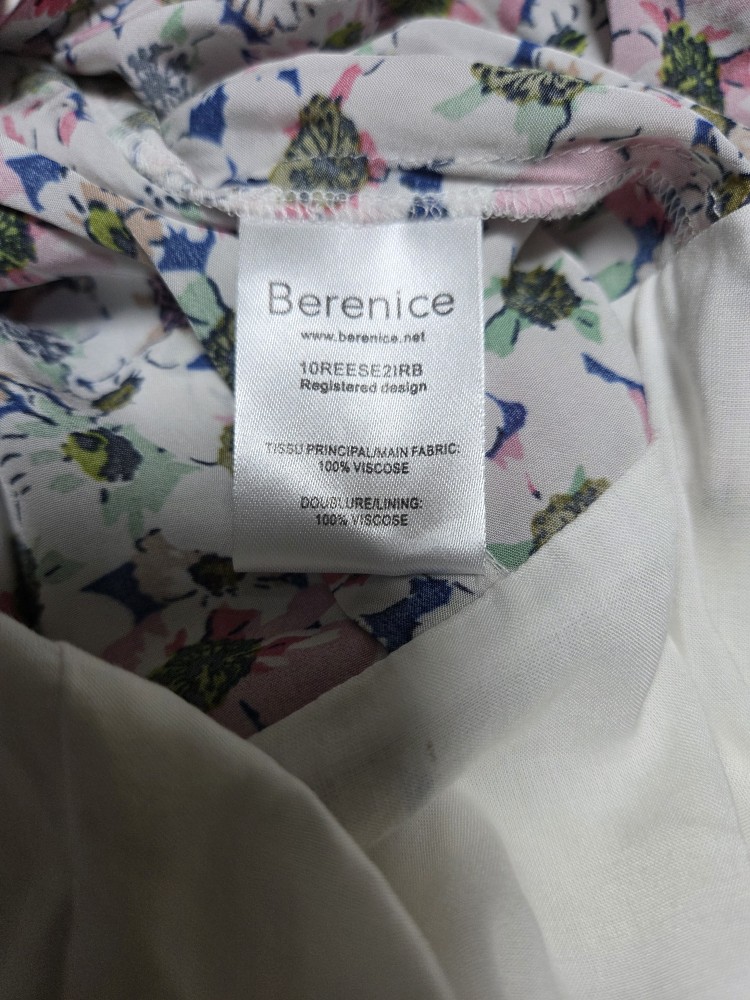 Berenice
www.berenice.net
10REESE21RB
Registered design
TISSU PRINCIPAL/MAIN FABRIC:
100% VISCOSE
DOUBLURE/LINING:
100% VISCOSE